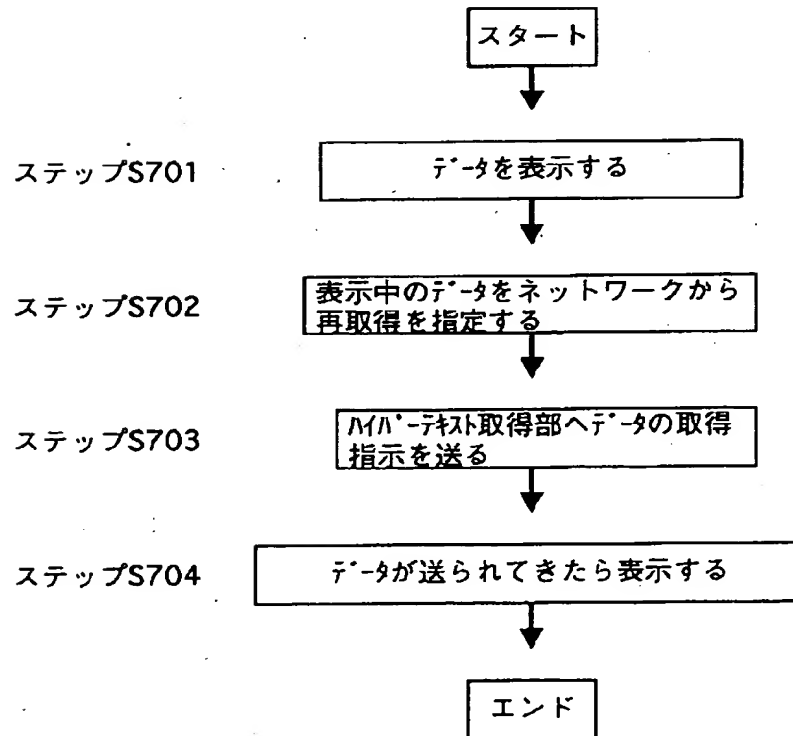 スタート
ステップS701
ﾃﾞｰﾀを表示する
ステップS702
表示中のﾃﾞｰﾀをネットワークから
再取得を指定する
ステップS703
ﾊｲﾊﾟｰﾃｷｽﾄ取得部へﾃﾞｰﾀの取得
指示を送る
ステップS704
ﾃﾞｰﾀが送られてきたら表示する
エンド